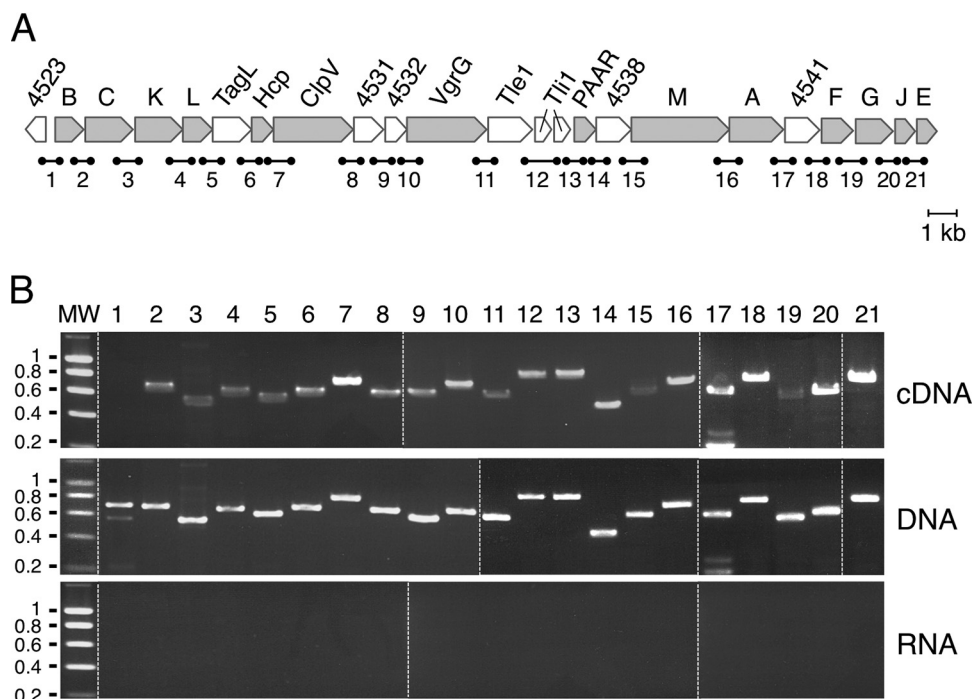 A
4523 B C K L TagL Hcp ClpV 4531 4532 VgrG Tle1 Tli1 PAAR 4538 M A 4541 F G J E
1 2 3 4 5 6 7 8 9 10 11 12 13 14 15 16 17 18 19 20 21
1 kb
B
MW 1 2 3 4 5 6 7 8 9 10 11 12 13 14 15 16 17 18 19 20 21
1
0.8
0.6
0.4
0.2
cDNA
1
0.8
0.6
0.4
0.2
DNA
1
0.8
0.6
0.4
0.2
RNA